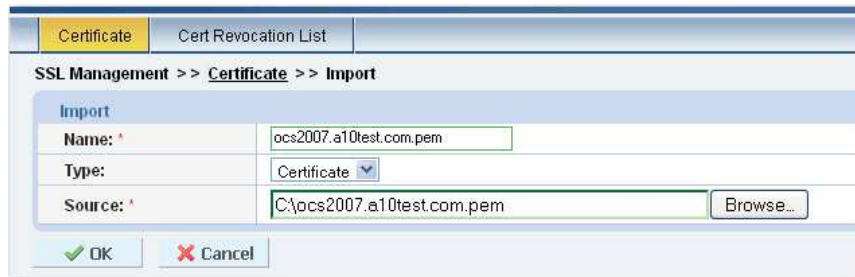 Certificate Cert Revocation List
SSL Management >> Certificate >> Import
Import
Name: * ocs2007.a10test.com.pem
Type: Certificate
Source: * C:\ocs2007.a10test.com.pem Browse...
OK Cancel